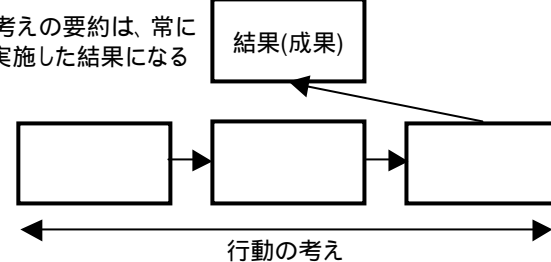 考えの要約は、常に
実施した結果になる
結果(成果)
行動の考え